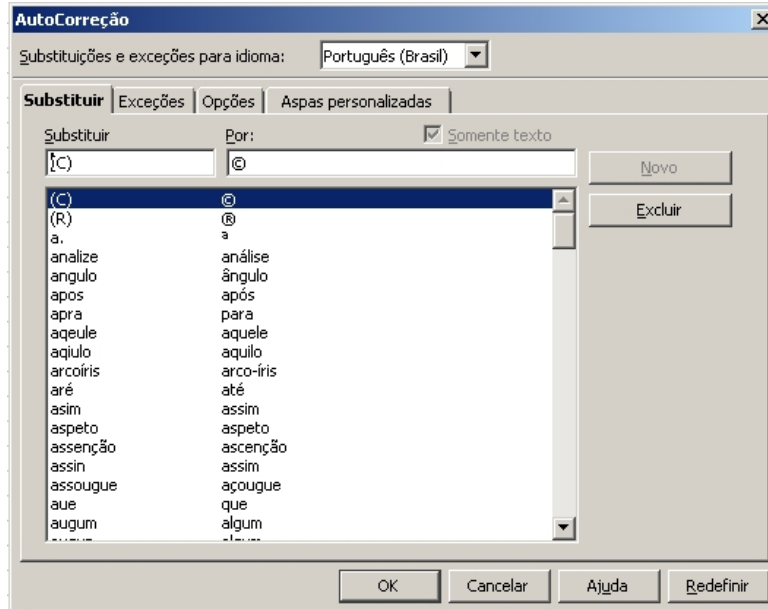 AutoCorreção
Substituições e exceções para idioma: Português (Brasil)
Substituir Exceções Opções Aspas personalizadas
Substituir Por: Somente texto
(C) © Novo
(C) ©
(R) ® Excluir
a. ª
analize análise
angulo ângulo
apos após
apra para
aqeule aquele
aqiulo aquilo
arcoíris arco-íris
aré até
asim assim
aspeto aspeto
assenção ascenção
assin assim
assougue açougue
aue que
augum algum
OK Cancelar Ajuda Redefinir